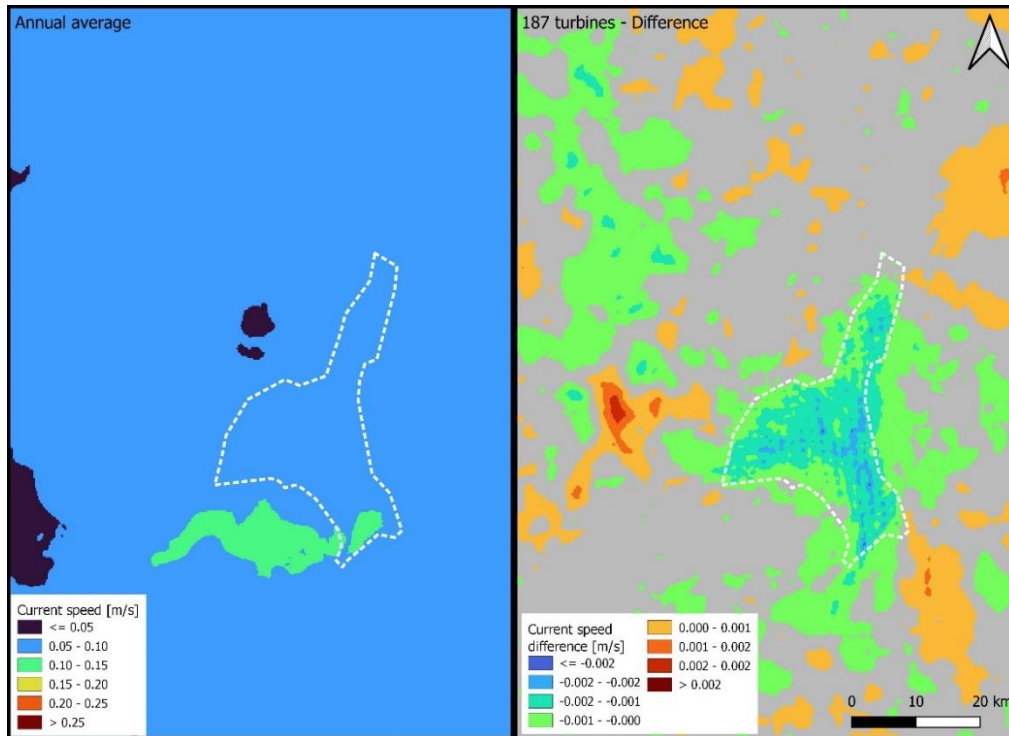 Annual average
Current speed [m/s]
<= 0.05
0.05 - 0.10
0.10 - 0.15
0.15 - 0.20
0.20 - 0.25
> 0.25
187 turbines - Difference
Current speed
difference [m/s]
<= -0.002
-0.002 - -0.002
-0.002 - -0.001
-0.001 - -0.000
0.000 - 0.001
0.001 - 0.002
0.002 - 0.002
> 0.002
0 10 20 km